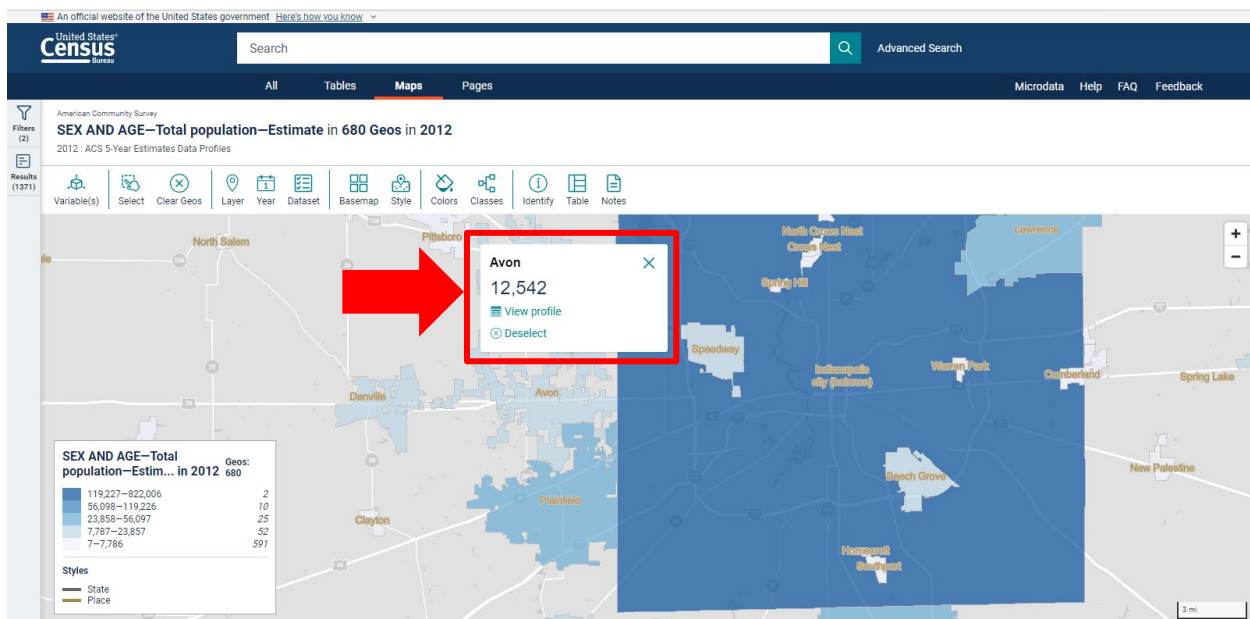 An official website of the United States government Here's how you know
United States®
Census
Bureau
Search
Advanced Search
All Tables Maps Pages
Microdata Help FAQ Feedback
Filters
(2)
Results
(1371)
American Community Survey
SEX AND AGE—Total population—Estimate in 680 Geos in 2012
2012 : ACS 5-Year Estimates Data Profiles
Variable(s) Select Clear Geos Layer Year Dataset Basemap Style Colors Classes Identify Table Notes
North Salem
Pittsboro
North Crows Nest
Crows Nest
Lawrence
+
−
Spring Hill
Avon
12,542
View profile
Deselect
Speedway
Indianapolis
city (balance)
Warren Park
Cumberland
Spring Lake
Danville
Avon
Beech Grove
New Palestine
Plainfield
Clayton
Homecroft
Southport
SEX AND AGE—Total
population—Estim... in 2012
Geos:
680
119,227—822,006 2
56,098—119,226 10
23,858—56,097 25
7,787—23,857 52
7—7,786 591
Styles
State
Place
3 mi